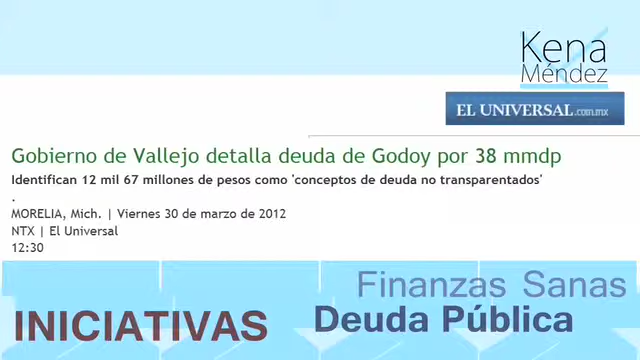 Kena
Méndez
EL UNIVERSAL.com.mx
Gobierno de Vallejo detalla deuda de Godoy por 38 mmdp
Identifican 12 mil 67 millones de pesos como 'conceptos de deuda no transparentados'
.
MORELIA, Mich. | Viernes 30 de marzo de 2012
NTX | El Universal
12:30
Finanzas Sanas
INICIATIVAS
Deuda Pública